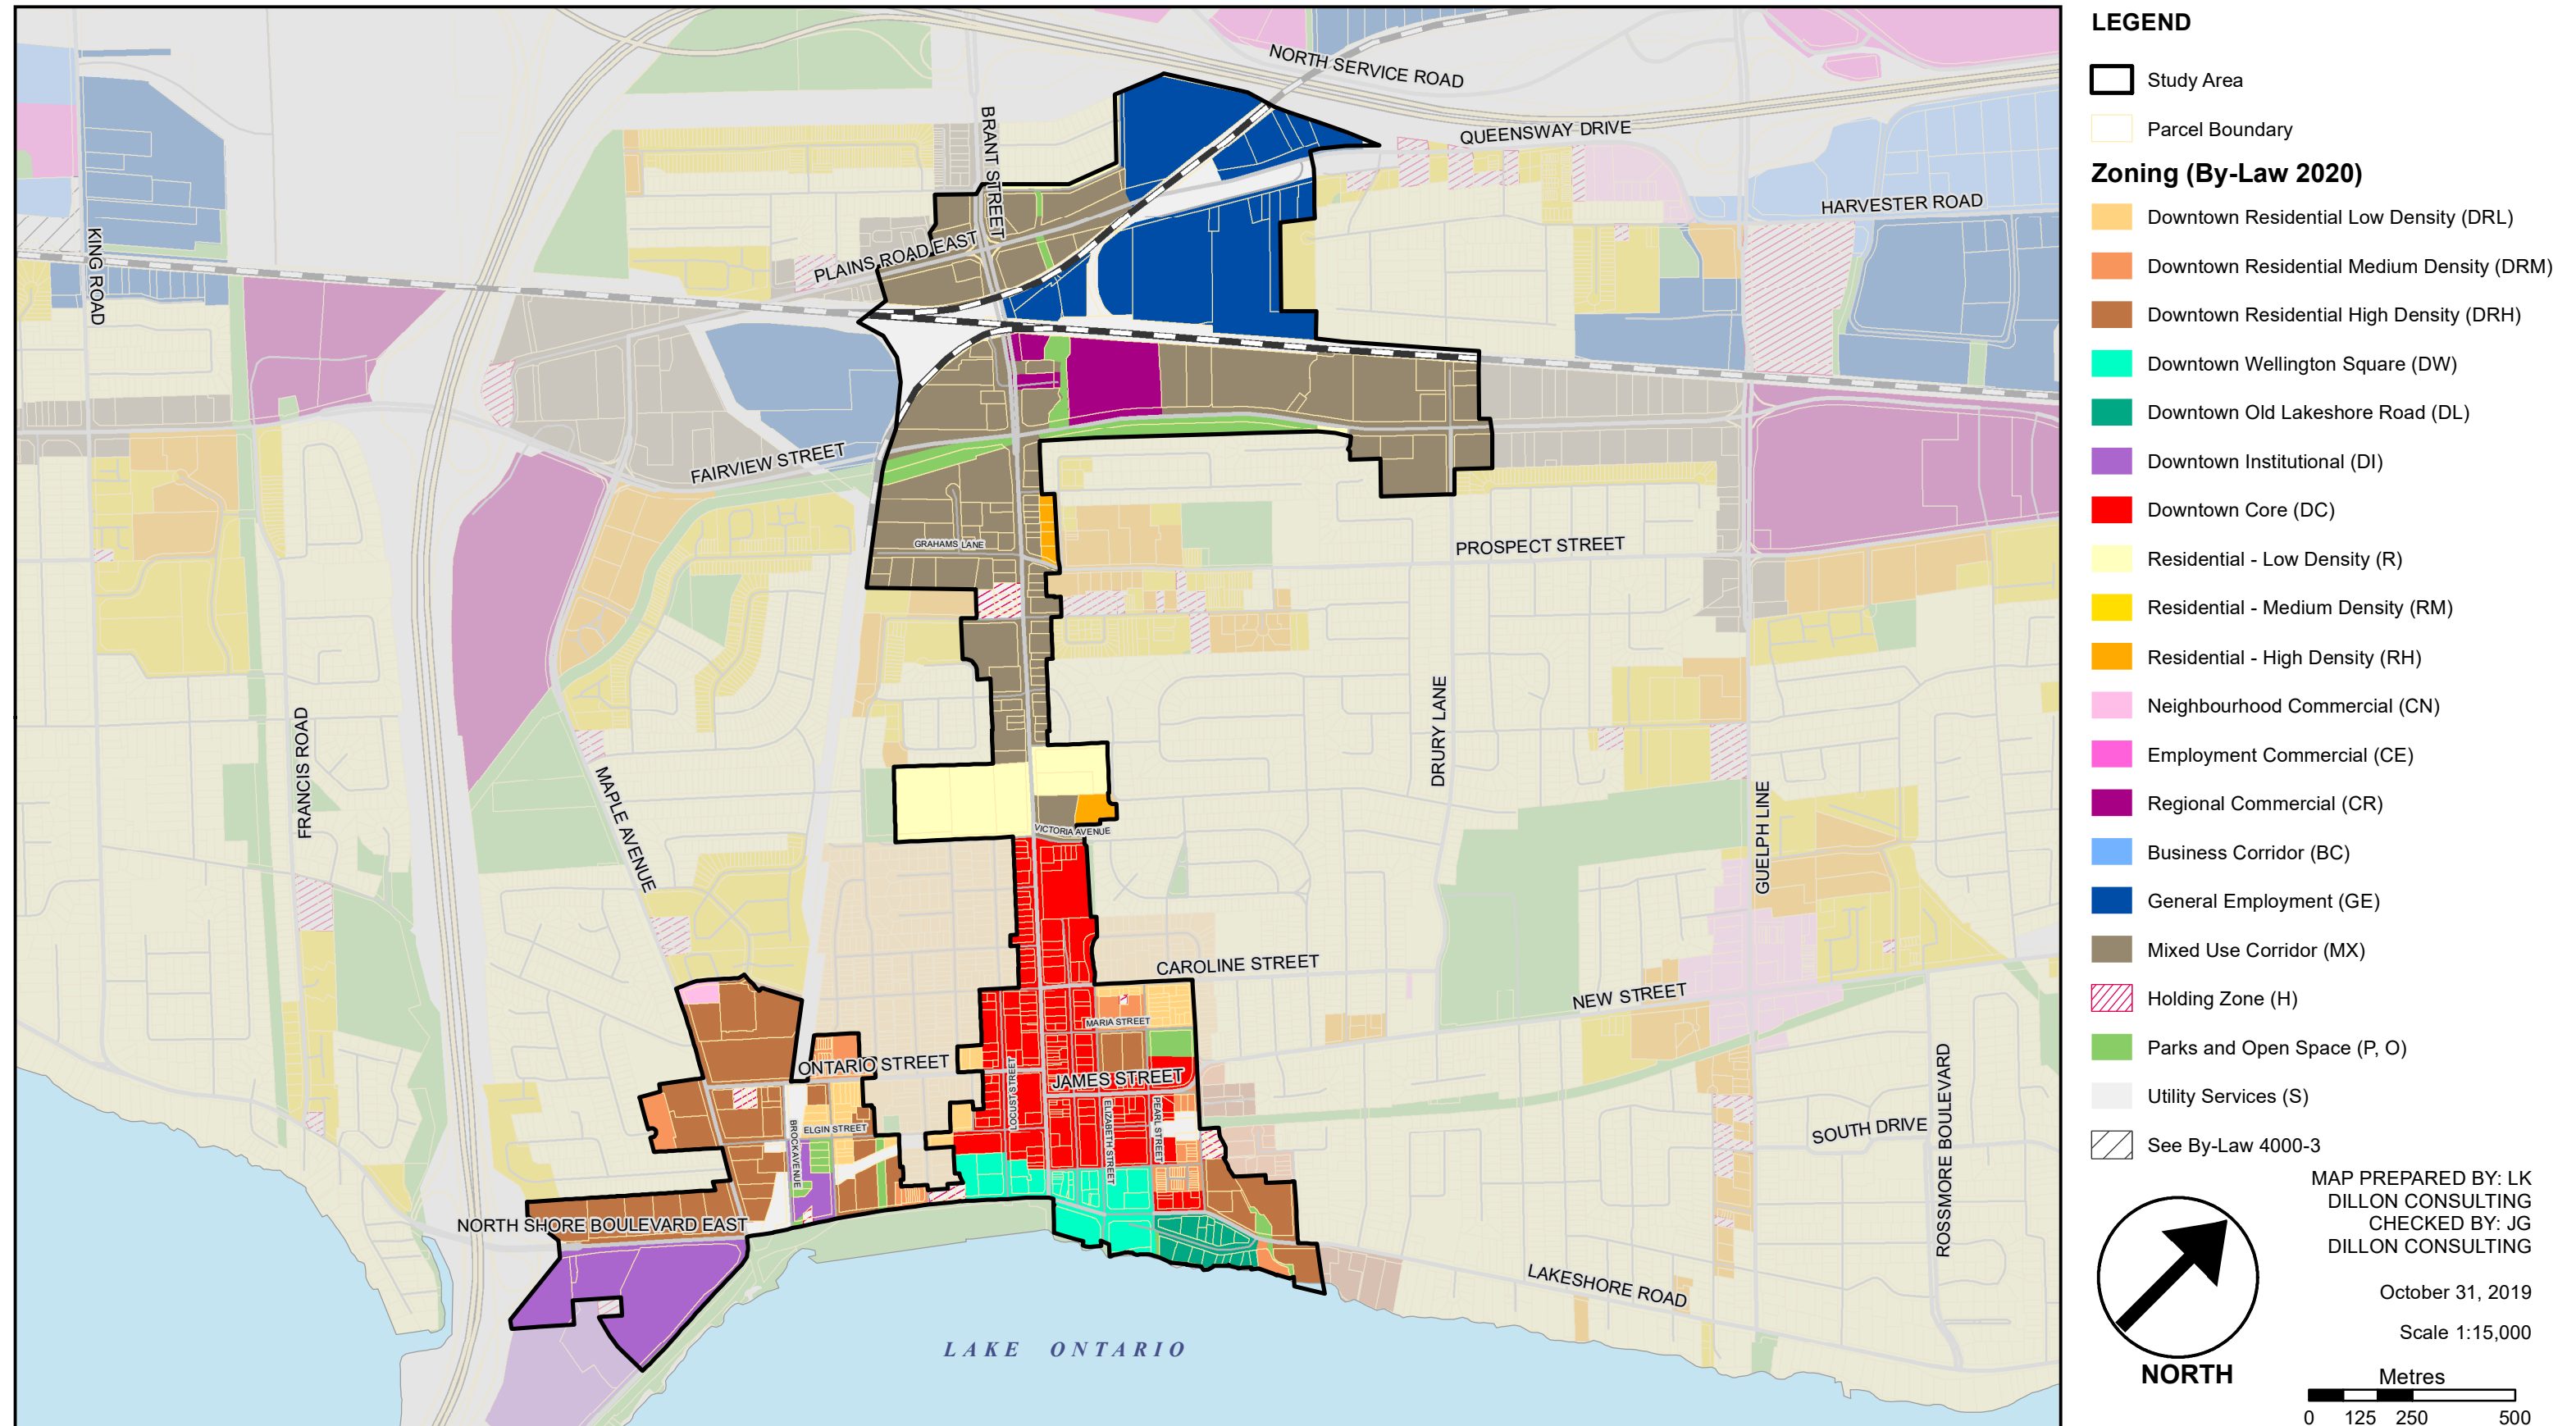 NORTH SERVICE ROAD
BRANT STREET
QUEENSWAY DRIVE
HARVESTER ROAD
KING ROAD
PLAINS ROAD EAST
FAIRVIEW STREET
GRAHAMS LANE
PROSPECT STREET
FRANCIS ROAD
MAPLE AVENUE
DRURY LANE
GUELPH LINE
VICTORIA AVENUE
CAROLINE STREET
NEW STREET
MARIA STREET
ONTARIO STREET
JAMES STREET
LOCUST STREET
ELIZABETH STREET
PEARL STREET
BROCK AVENUE
ELGIN STREET
SOUTH DRIVE
ROSSMORE BOULEVARD
NORTH SHORE BOULEVARD EAST
LAKESHORE ROAD
LAKE ONTARIO
LEGEND
Study Area
Parcel Boundary
Zoning (By-Law 2020)
Downtown Residential Low Density (DRL)
Downtown Residential Medium Density (DRM)
Downtown Residential High Density (DRH)
Downtown Wellington Square (DW)
Downtown Old Lakeshore Road (DL)
Downtown Institutional (DI)
Downtown Core (DC)
Residential - Low Density (R)
Residential - Medium Density (RM)
Residential - High Density (RH)
Neighbourhood Commercial (CN)
Employment Commercial (CE)
Regional Commercial (CR)
Business Corridor (BC)
General Employment (GE)
Mixed Use Corridor (MX)
Holding Zone (H)
Parks and Open Space (P, O)
Utility Services (S)
See By-Law 4000-3
MAP PREPARED BY: LK
DILLON CONSULTING
CHECKED BY: JG
DILLON CONSULTING
October 31, 2019
Scale 1:15,000
NORTH
Metres
0 125 250 500